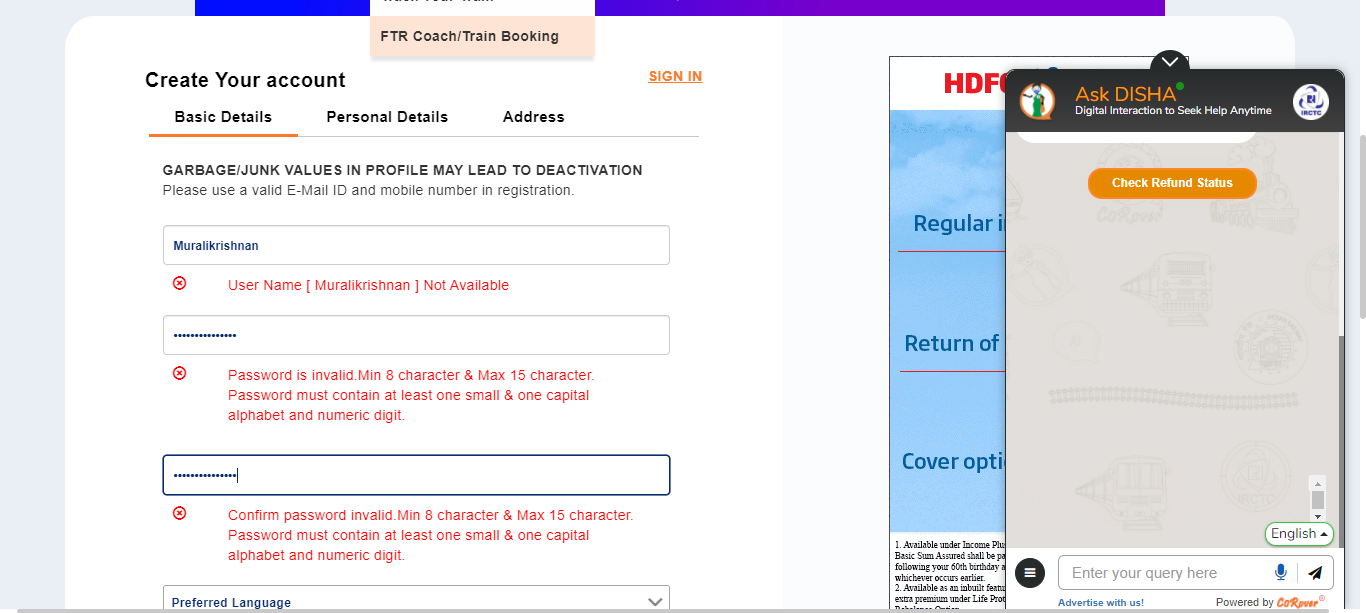 FTR Coach/Train Booking
Create Your account
SIGN IN
Basic Details
Personal Details
Address
GARBAGE/JUNK VALUES IN PROFILE MAY LEAD TO DEACTIVATION
Please use a valid E-Mail ID and mobile number in registration.
Muralikrishnan
User Name [ Muralikrishnan ] Not Available
Password is invalid.Min 8 character & Max 15 character.
Password must contain at least one small & one capital
alphabet and numeric digit.
Confirm password invalid.Min 8 character & Max 15 character.
Password must contain at least one small & one capital
alphabet and numeric digit.
Preferred Language
HDF
Regular i
Return of
Cover opti
1. Available under Income Plu
Basic Sum Assured shall be pa
following your 60th birthday a
whichever occurs earlier.
2. Available as an inbuilt featu
extra premium under Life Prot
Ask DISHA
Digital Interaction to Seek Help Anytime
IRCTC
Check Refund Status
CoRover
IRCTC
English
Enter your query here
Advertise with us!
Powered by CoRover